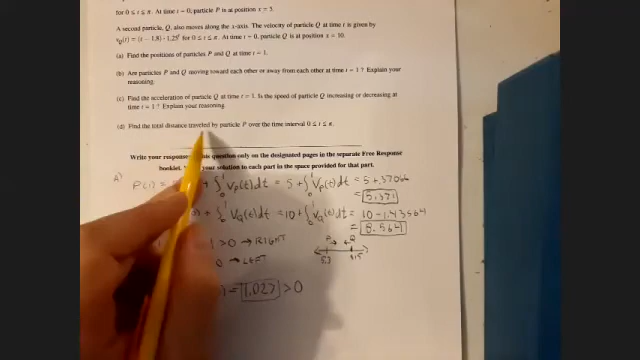 for 0 ≤ t ≤ π. At time t = 0, particle P is at position x = 5.
A second particle, Q, also moves along the x-axis. The velocity of particle Q at time t is given by
v_Q(t) = (t − 1.8) · 1.25^t for 0 ≤ t ≤ π. At time t = 0, particle Q is at position x = 10.
(a) Find the positions of particles P and Q at time t = 1.
(b) Are particles P and Q moving toward each other or away from each other at time t = 1? Explain your
reasoning.
(c) Find the acceleration of particle Q at time t = 1. Is the speed of particle Q increasing or decreasing at
time t = 1? Explain your reasoning.
(d) Find the total distance traveled by particle P over the time interval 0 ≤ t ≤ π.
Write your responses this question only on the designated pages in the separate Free Response
booklet. your solution to each part in the space provided for that part.
A) P(1) = + ∫₀¹ V_P(t)dt = 5 + ∫₀¹ V_P(t)dt = 5 + .37066
= 5.371
+ ∫₀¹ V_Q(t)dt = 10 + ∫₀¹ V_Q(t)dt = 10 − 1.43564
= 8.564
1 > 0 → RIGHT
0 → LEFT
P Q
5.3 8.5
= 1.027 > 0